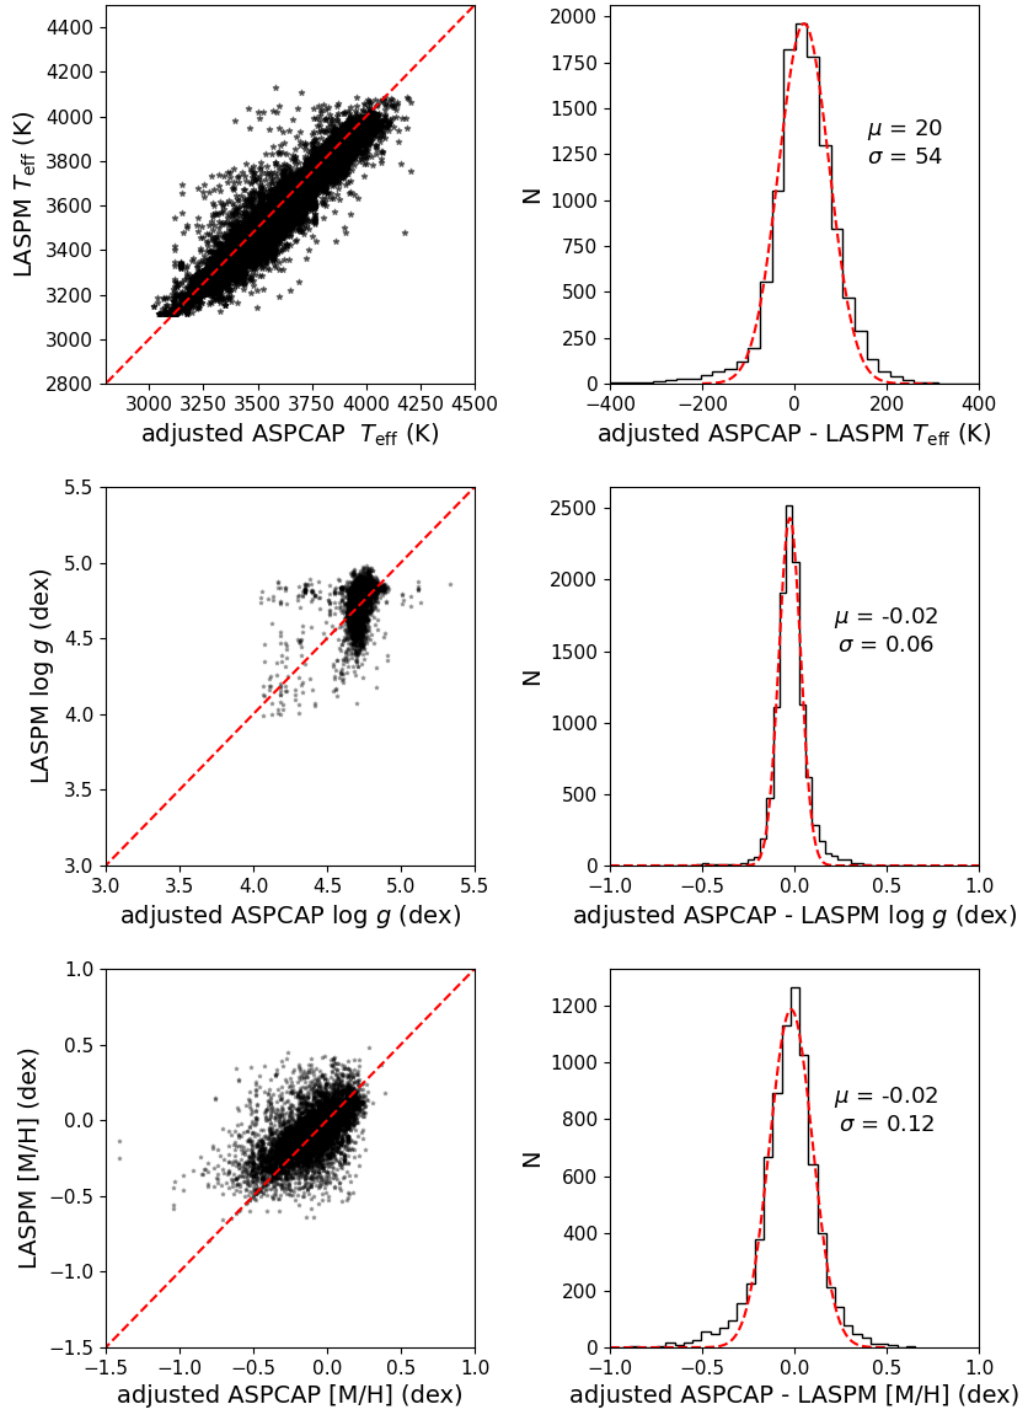 4400
4200
4000
3800
3600
3400
3200
3000
2800
LASPM Teff (K)
3000 3250 3500 3750 4000 4250 4500
adjusted ASPCAP Teff (K)
2000
1750
1500
1250
1000
750
500
250
0
N
μ = 20
σ = 54
−400 −200 0 200 400
adjusted ASPCAP - LASPM Teff (K)
5.5
5.0
4.5
4.0
3.5
3.0
LASPM log g (dex)
3.0 3.5 4.0 4.5 5.0 5.5
adjusted ASPCAP log g (dex)
2500
2000
1500
1000
500
0
N
μ = -0.02
σ = 0.06
−1.0 −0.5 0.0 0.5 1.0
adjusted ASPCAP - LASPM log g (dex)
1.0
0.5
0.0
−0.5
−1.0
−1.5
LASPM [M/H] (dex)
−1.5 −1.0 −0.5 0.0 0.5 1.0
adjusted ASPCAP [M/H] (dex)
1200
1000
800
600
400
200
0
N
μ = -0.02
σ = 0.12
−1.0 −0.5 0.0 0.5 1.0
adjusted ASPCAP - LASPM [M/H] (dex)